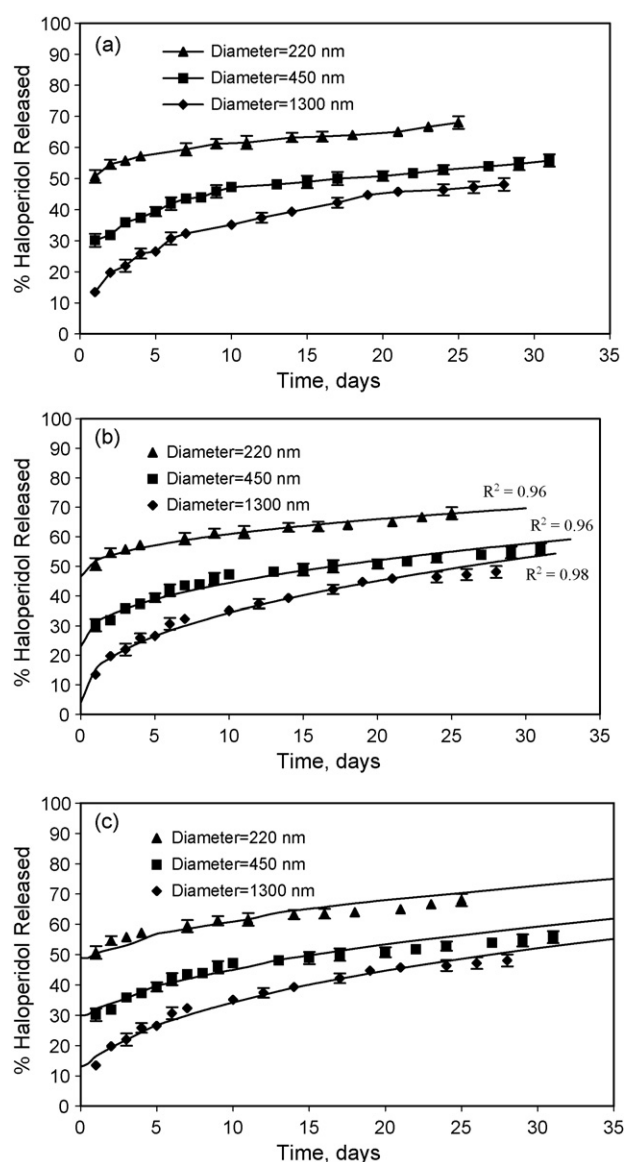 (a)
Diameter=220 nm
Diameter=450 nm
Diameter=1300 nm
% Haloperidol Released
100
90
80
70
60
50
40
30
20
10
0
0 5 10 15 20 25 30 35
Time, days
(b)
Diameter=220 nm
Diameter=450 nm
Diameter=1300 nm
R² = 0.96
R² = 0.96
R² = 0.98
% Haloperidol Released
100
90
80
70
60
50
40
30
20
10
0
0 5 10 15 20 25 30 35
Time, days
(c)
Diameter=220 nm
Diameter=450 nm
Diameter=1300 nm
% Haloperidol Released
100
90
80
70
60
50
40
30
20
10
0
0 5 10 15 20 25 30 35
Time, days